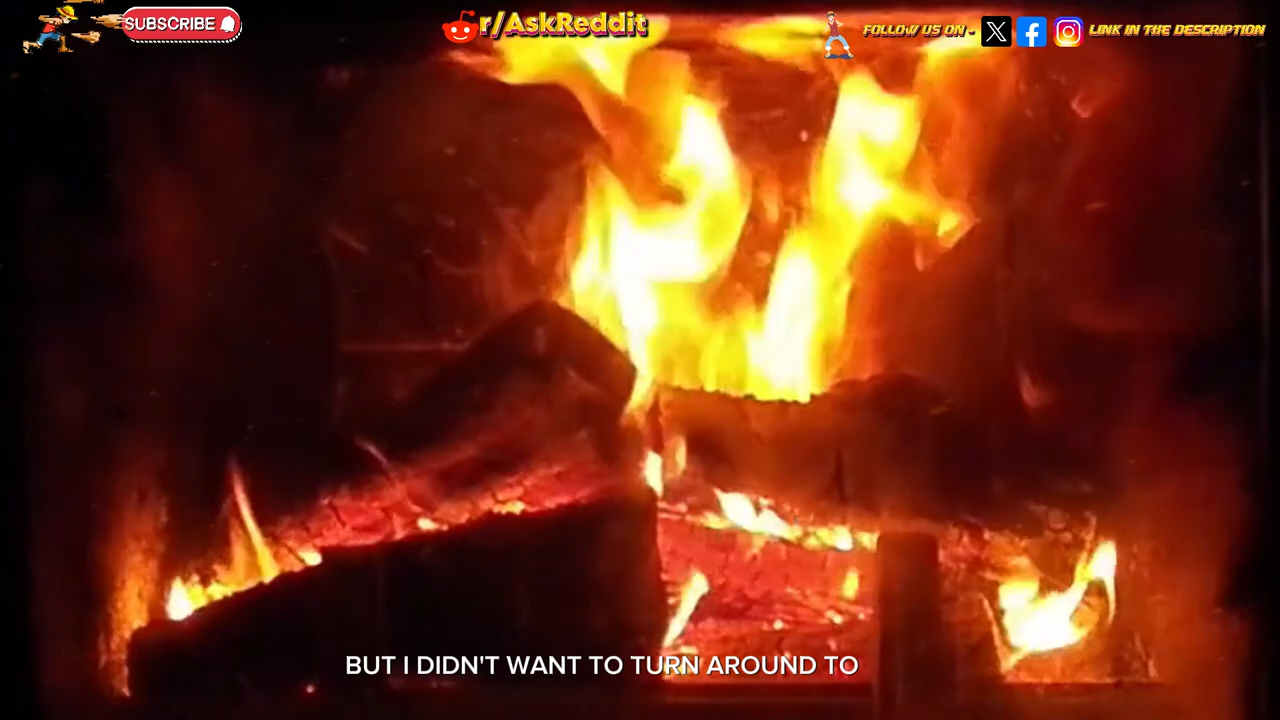 SUBSCRIBE
r/AskReddit
FOLLOW US ON -
LINK IN THE DESCRIPTION
BUT I DIDN'T WANT TO TURN AROUND TO